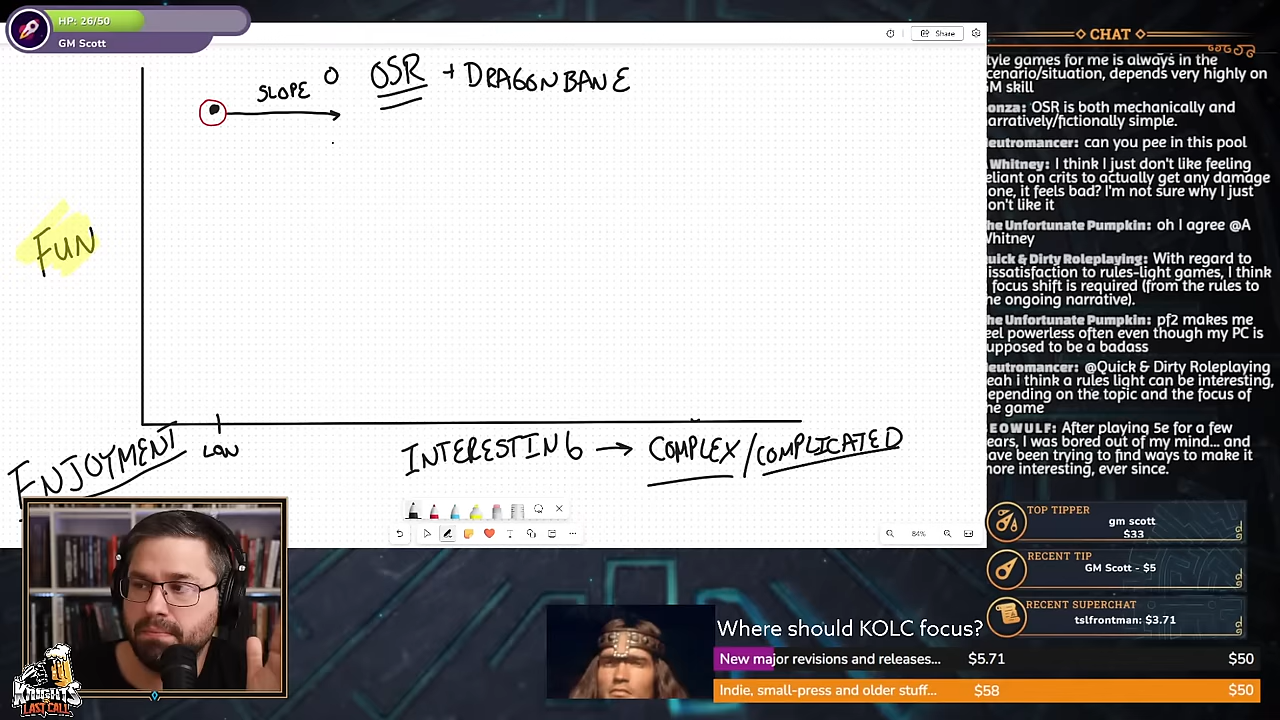 HP: 26/50
GM Scott
Share
SLOPE
OSR + DRAGONBANE
FUN
LOW
ENJOYMENT
INTERESTING → COMPLEX/COMPLICATED
84%
CHAT
tyle games for me is always in the
cenario/situation, depends very highly on
GM skill
onza: OSR is both mechanically and
arratively/fictionally simple.
leutromancer: can you pee in this pool
Whitney: I think I just don't like feeling
eliant on crits to actually get any damage
one, it feels bad? I'm not sure why I just
on't like it
he Unfortunate Pumpkin: oh I agree @A
Whitney
uick & Dirty Roleplaying: With regard to
issatisfaction to rules-light games, I think
focus shift is required (from the rules to
he ongoing narrative).
he Unfortunate Pumpkin: pf2 makes me
eel powerless often even though my PC is
upposed to be a badass
leutromancer: @Quick & Dirty Roleplaying
eah i think a rules light can be interesting,
epending on the topic and the focus of
he game
EOWULF: After playing 5e for a few
ears, I was bored out of my mind... and
ave been trying to find ways to make it
ore interesting, ever since.
TOP TIPPER
gm scott
$33
RECENT TIP
GM Scott - $5
RECENT SUPERCHAT
tslfrontman: $3.71
Where should KOLC focus?
New major revisions and releases... $5.71 $50
Indie, small-press and older stuff... $58 $50
KNIGHTS
LAST CALL